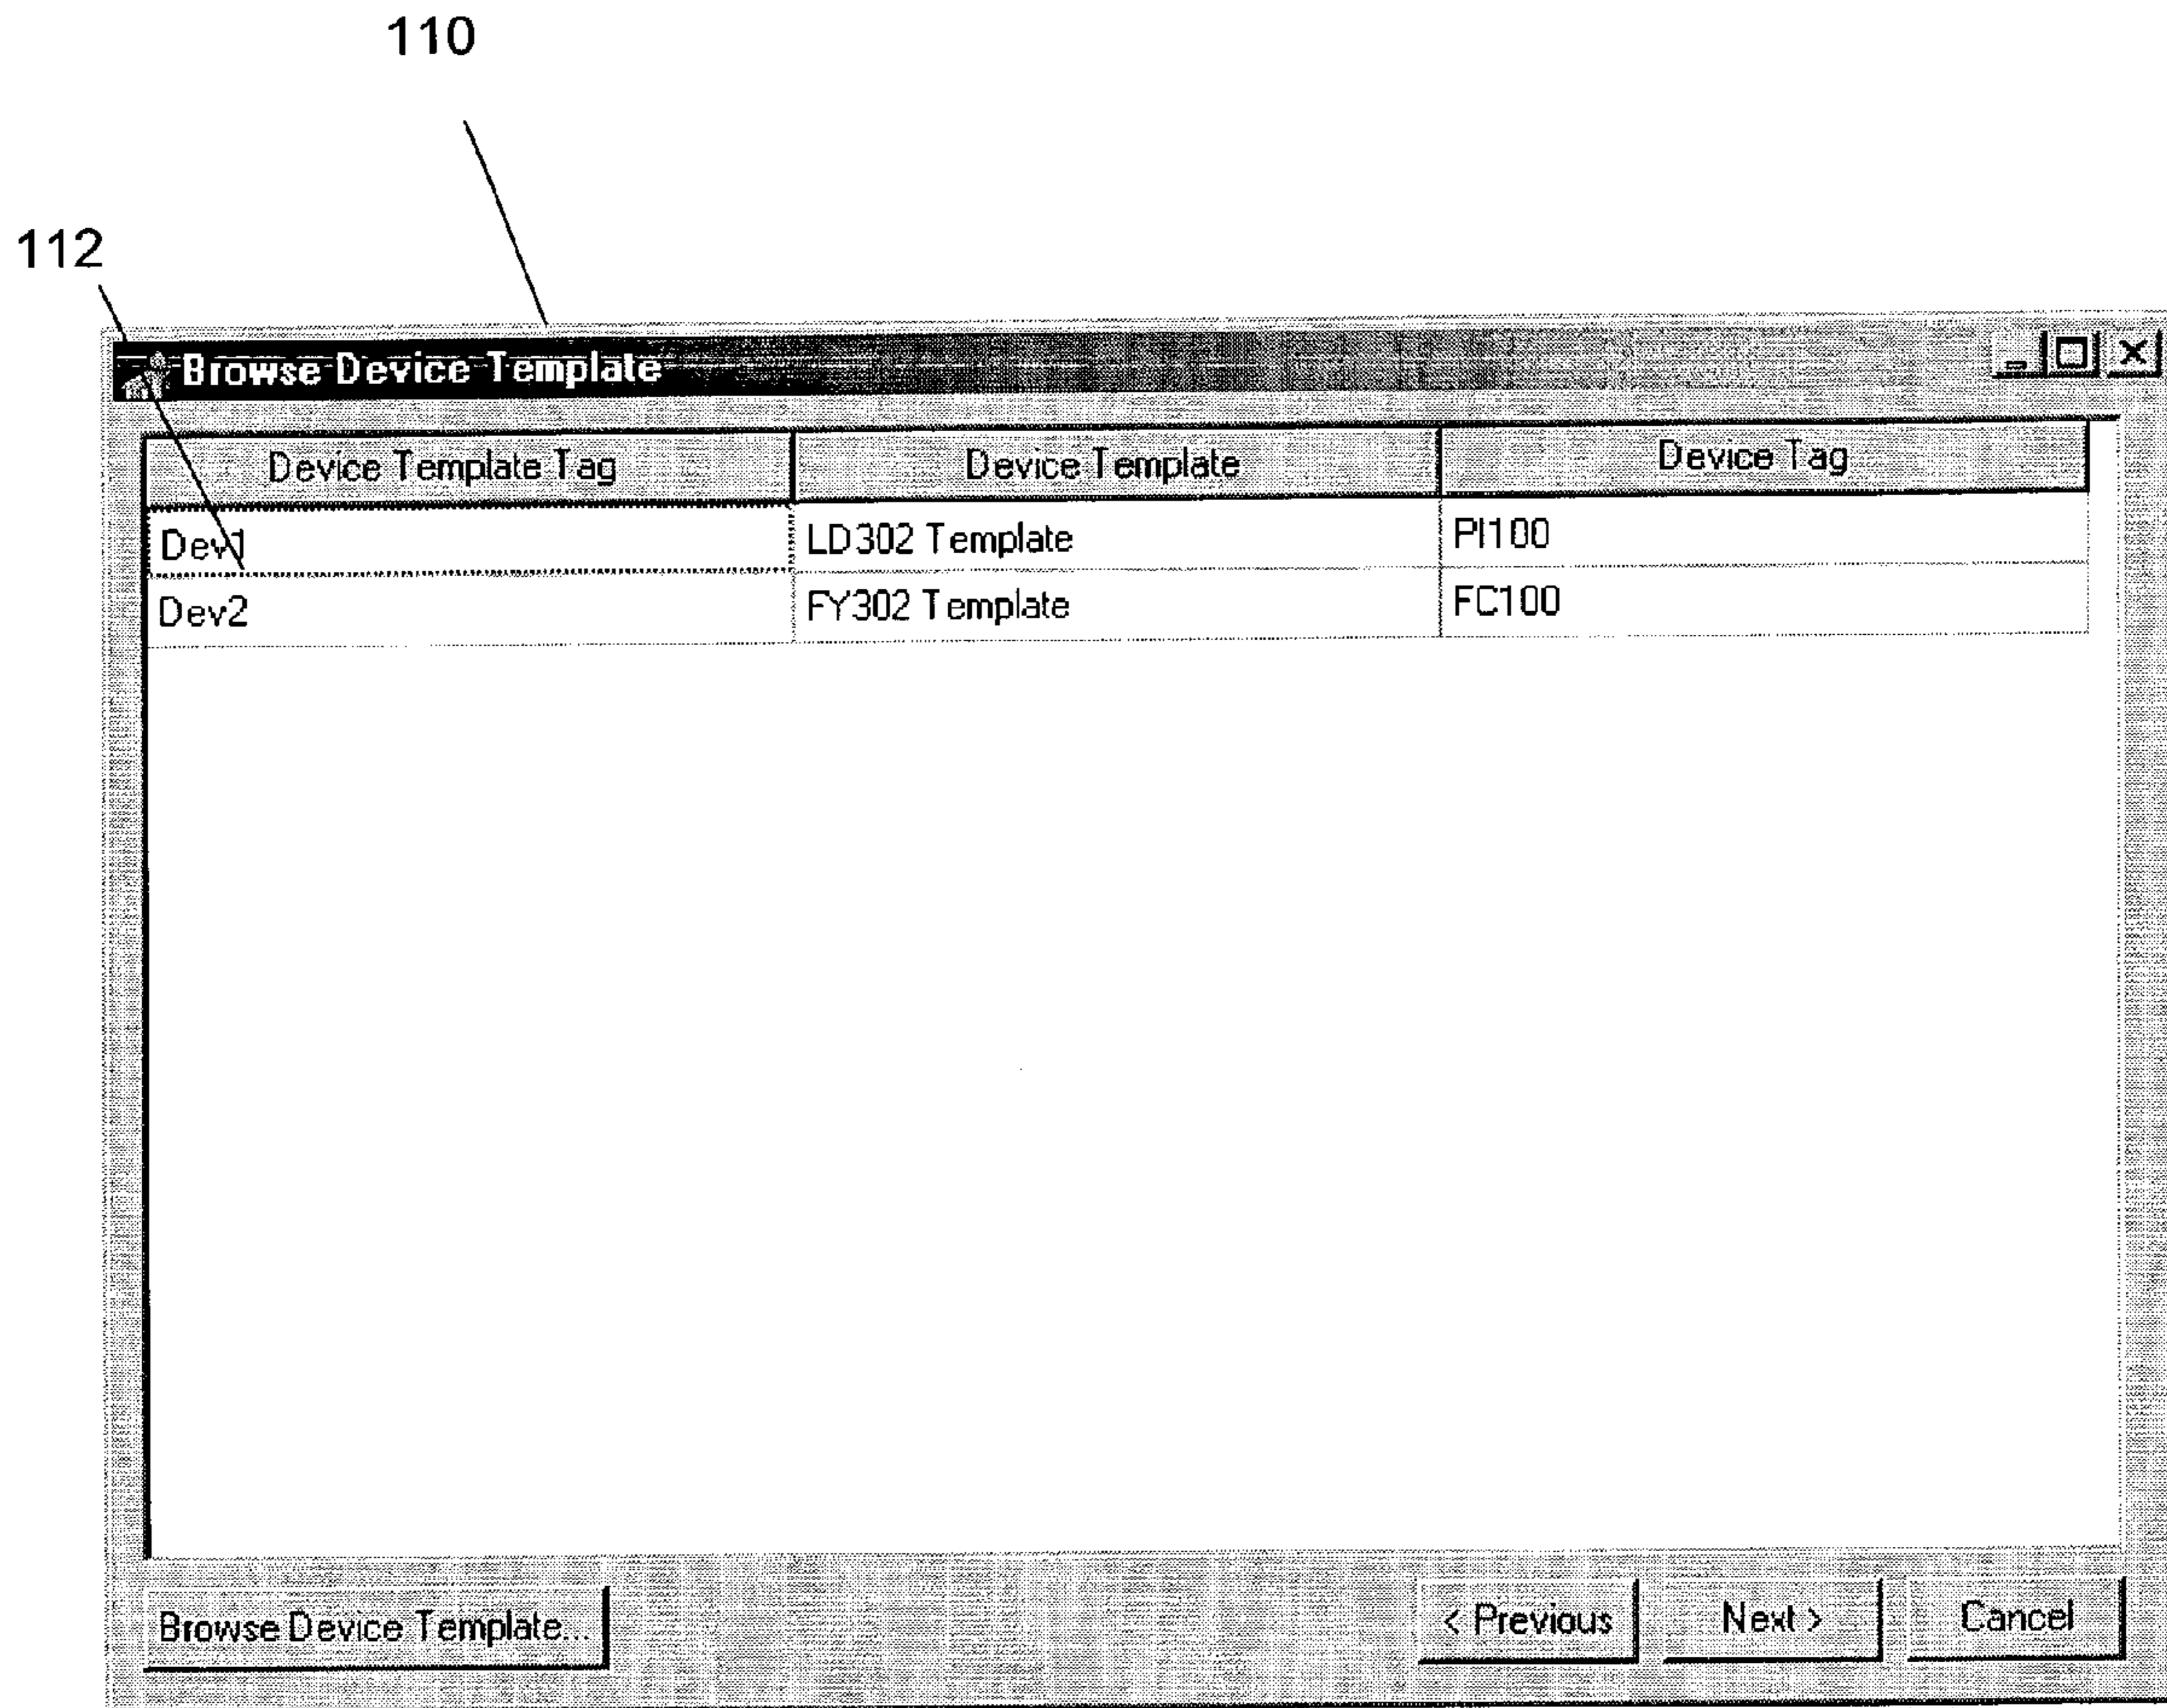 110
112
Browse Device Template
Device Template Tag Device Template Device Tag
Dev1 LD302 Template PI100
Dev2 FY302 Template FC100
Browse Device Template... < Previous Next > Cancel